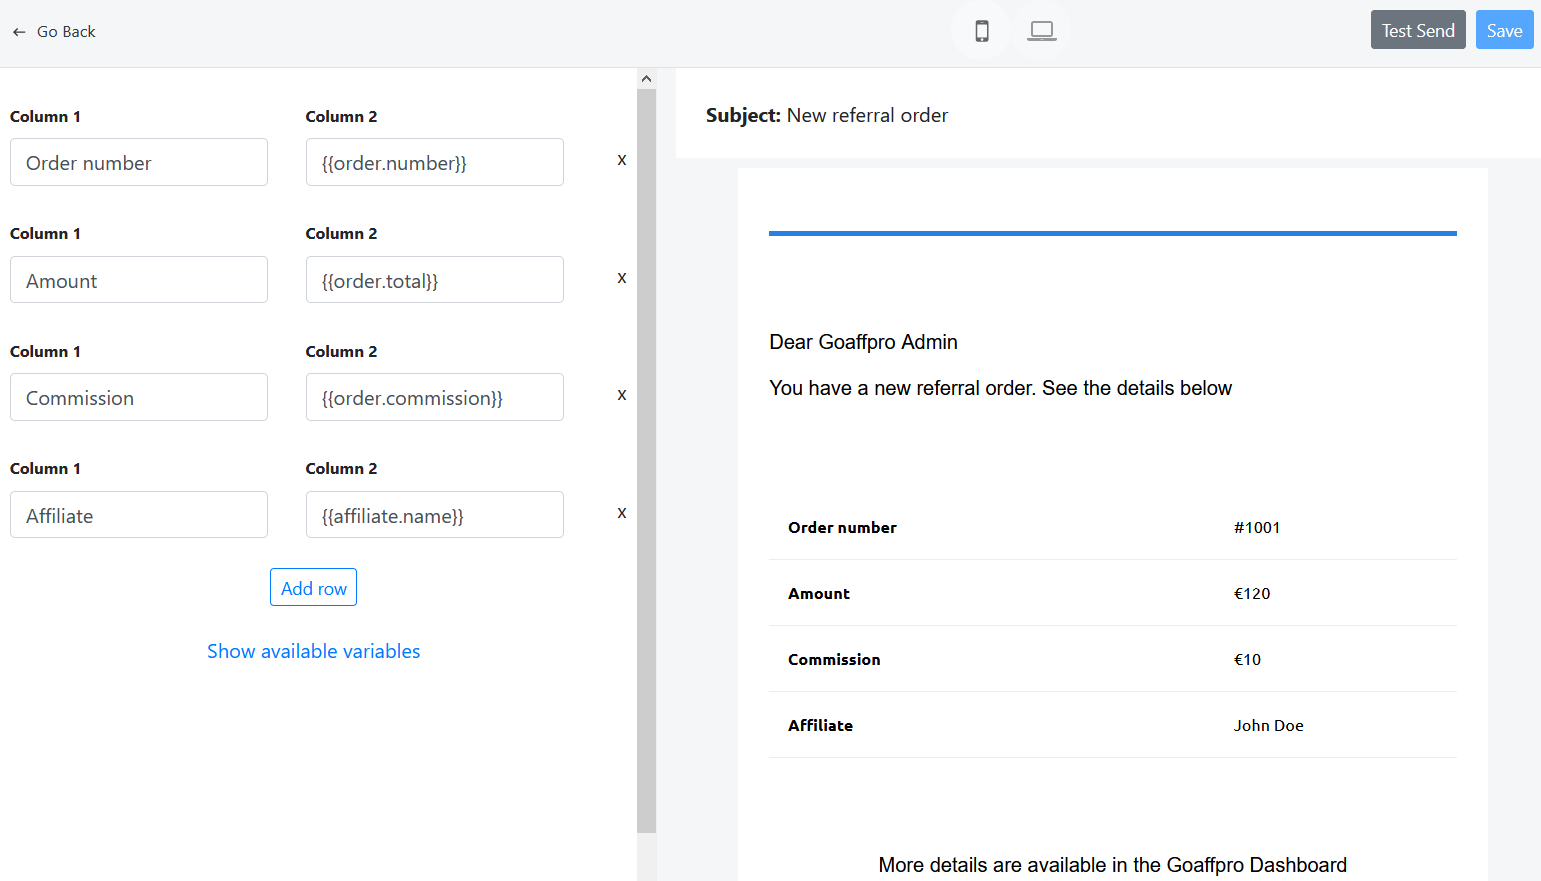 Go Back
Test Send
Save
Column 1 Column 2
Order number {{order.number}} x
Column 1 Column 2
Amount {{order.total}} x
Column 1 Column 2
Commission {{order.commission}} x
Column 1 Column 2
Affiliate {{affiliate.name}} x
Add row
Show available variables
Subject: New referral order
Dear Goaffpro Admin
You have a new referral order. See the details below
Order number #1001
Amount €120
Commission €10
Affiliate John Doe
More details are available in the Goaffpro Dashboard